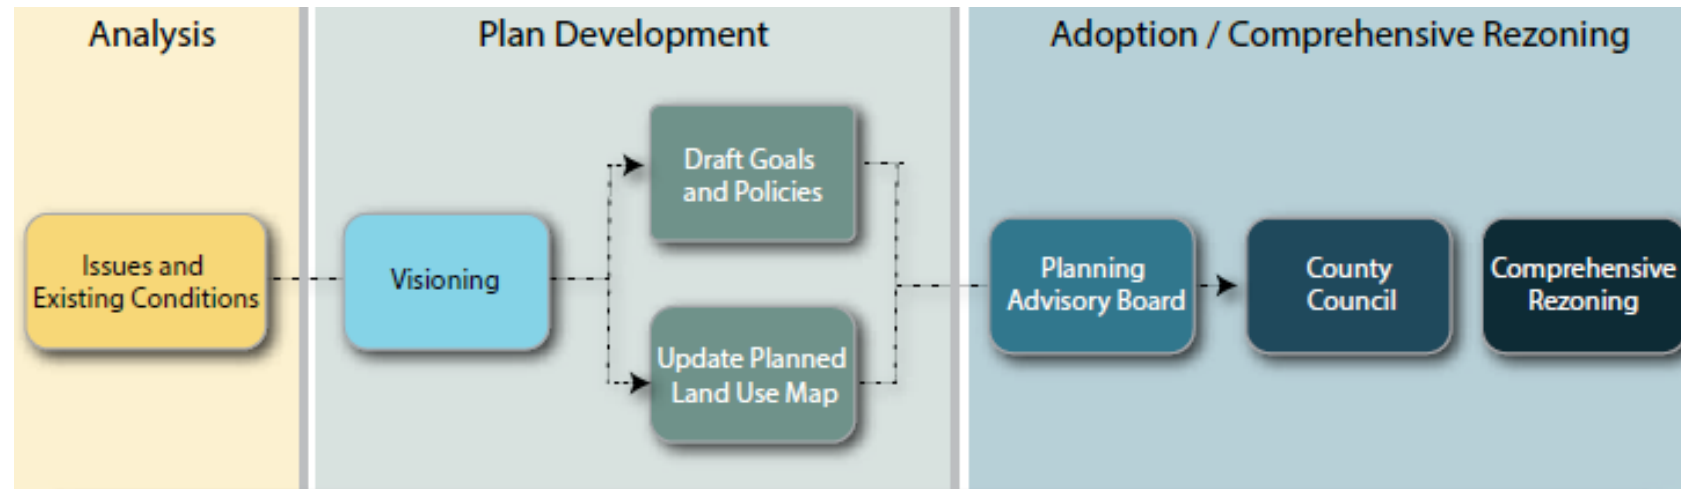 Analysis
Plan Development
Adoption / Comprehensive Rezoning
Issues and
Existing Conditions
Visioning
Draft Goals
and Policies
Update Planned
Land Use Map
Planning
Advisory Board
County
Council
Comprehensive
Rezoning